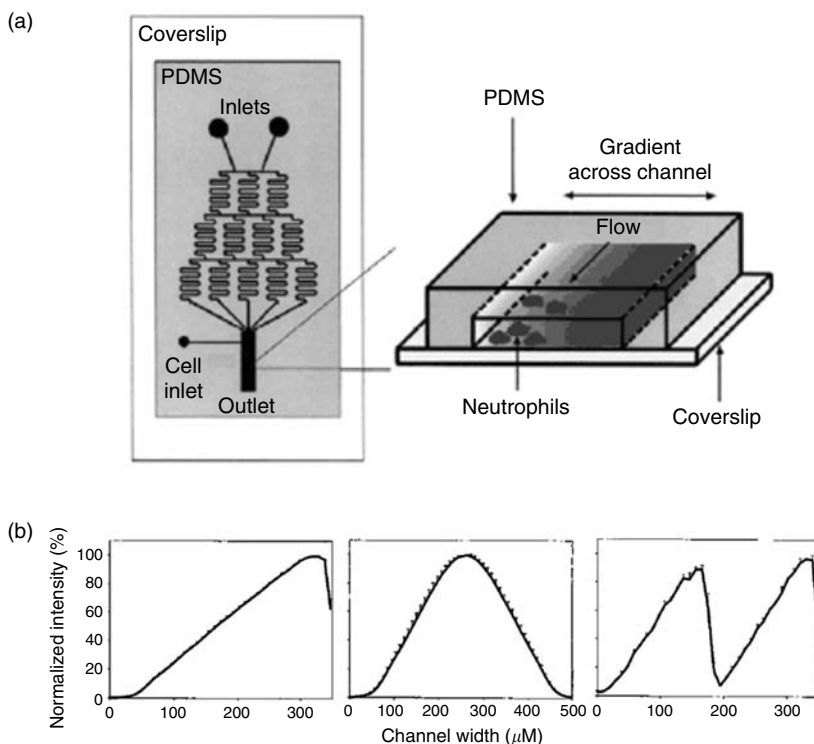 (a)
Coverslip
PDMS
Inlets
Cell
inlet
Outlet
PDMS
Gradient
across channel
Flow
Neutrophils
Coverslip
(b)
Normalized intensity (%)
100
80
60
40
20
0
0 100 200 300
0 100 200 300 400 500
0 100 200 300
Channel width (μM)